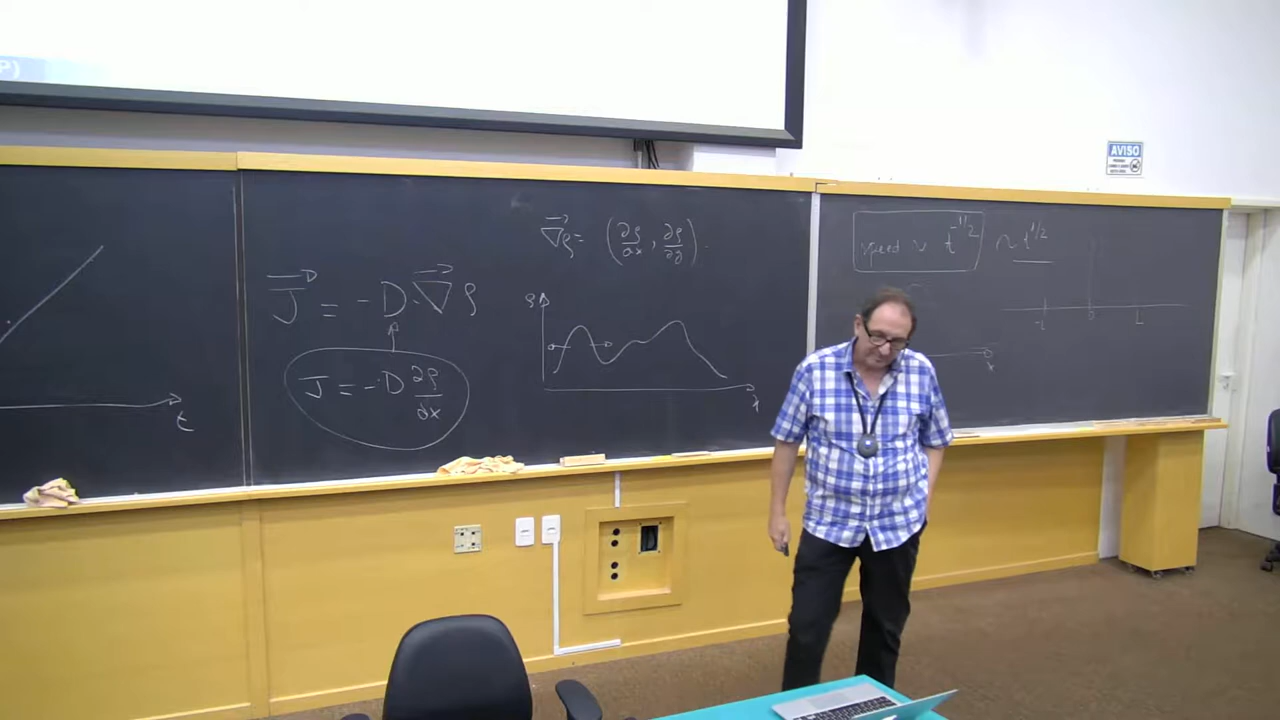 P)
AVISO
t
J⃗ᴰ = -D ∇⃗ρ
J = -D ∂ρ/∂x
∇⃗ρ = (∂ρ/∂x, ∂ρ/∂y)
ρ
x
speed ~ t^{-1/2}
~ t^{1/2}
-L 0 L
x